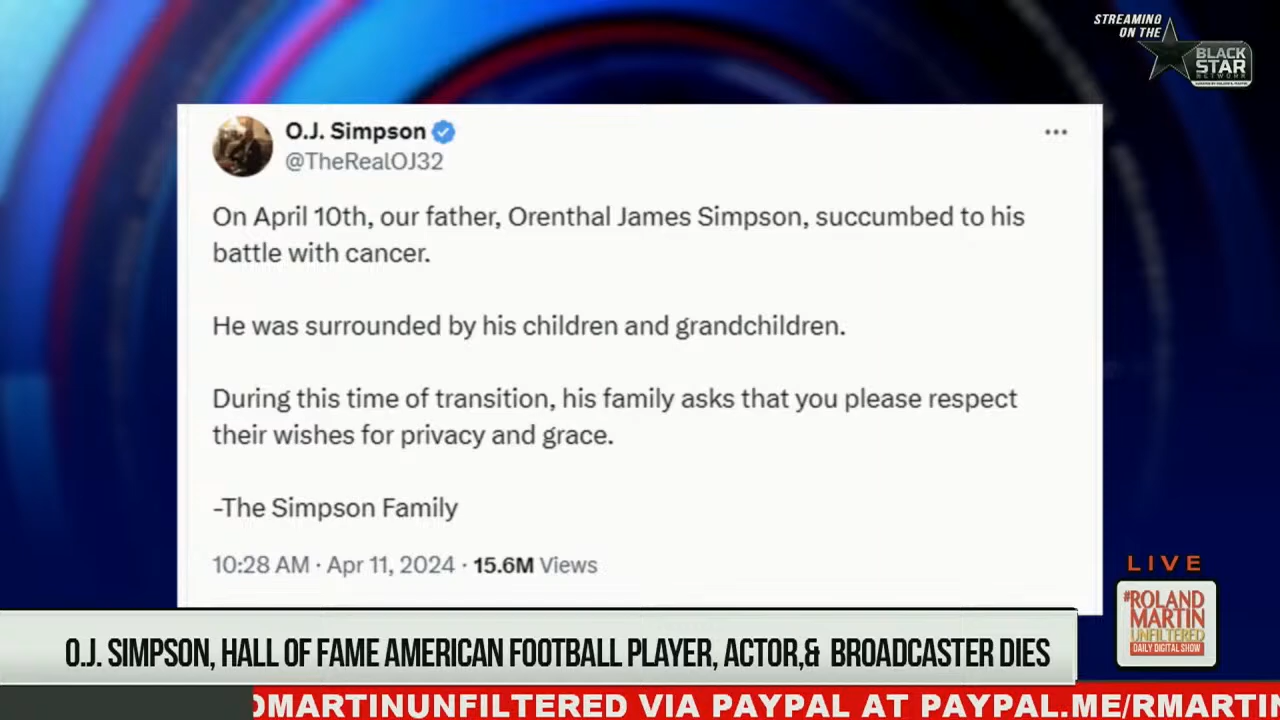 STREAMING
ON THE
BLACK
STAR
NETWORK
O.J. Simpson
@TheRealOJ32
On April 10th, our father, Orenthal James Simpson, succumbed to his
battle with cancer.
He was surrounded by his children and grandchildren.
During this time of transition, his family asks that you please respect
their wishes for privacy and grace.
-The Simpson Family
10:28 AM · Apr 11, 2024 · 15.6M Views
LIVE
#ROLAND
MARTIN
UNFILTERED
DAILY DIGITAL SHOW
O.J. SIMPSON, HALL OF FAME AMERICAN FOOTBALL PLAYER, ACTOR,& BROADCASTER DIES
OMARTINUNFILTERED VIA PAYPAL AT PAYPAL.ME/RMARTIN